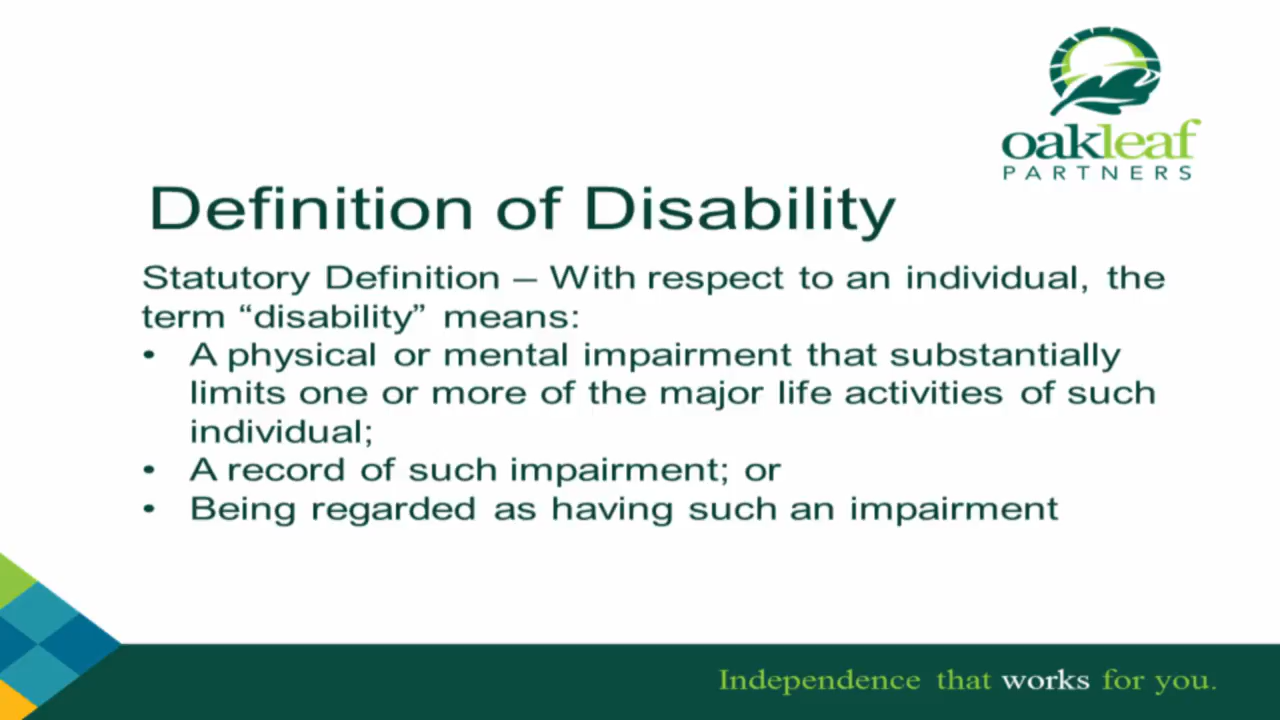 oakleaf
PARTNERS
Definition of Disability
Statutory Definition – With respect to an individual, the
term “disability” means:
• A physical or mental impairment that substantially
limits one or more of the major life activities of such
individual;
• A record of such impairment; or
• Being regarded as having such an impairment
Independence that works for you.